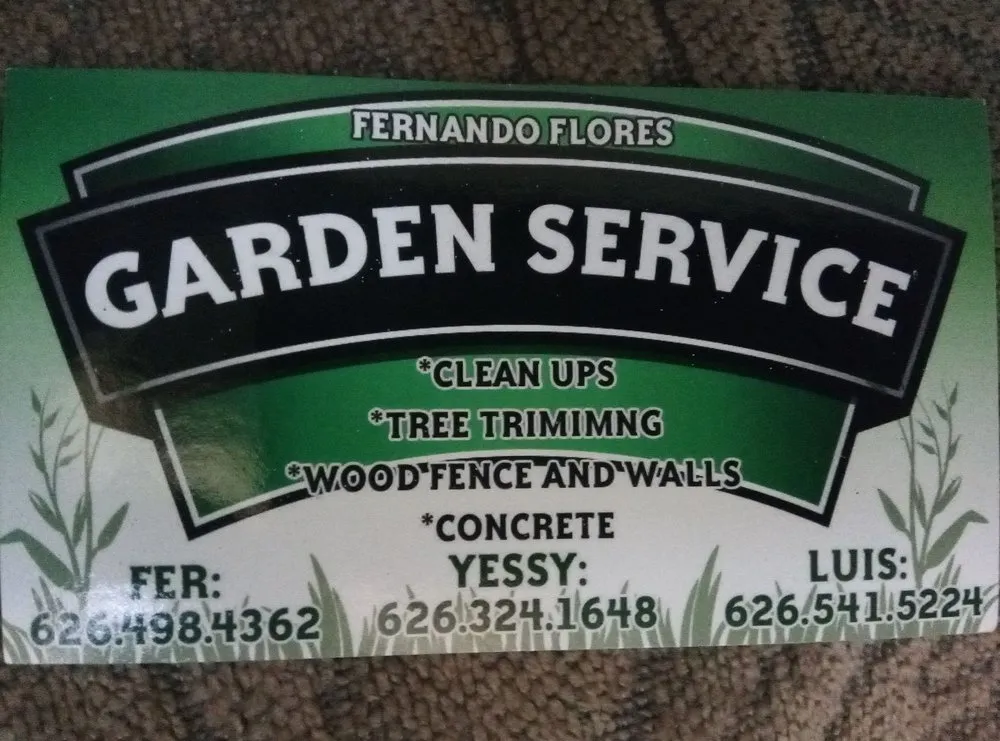 FERNANDO FLORES
GARDEN SERVICE
*CLEAN UPS
*TREE TRIMIMNG
*WOOD FENCE AND WALLS
*CONCRETE
FER: YESSY: LUIS:
626.498.4362 626.324.1648 626.541.5224